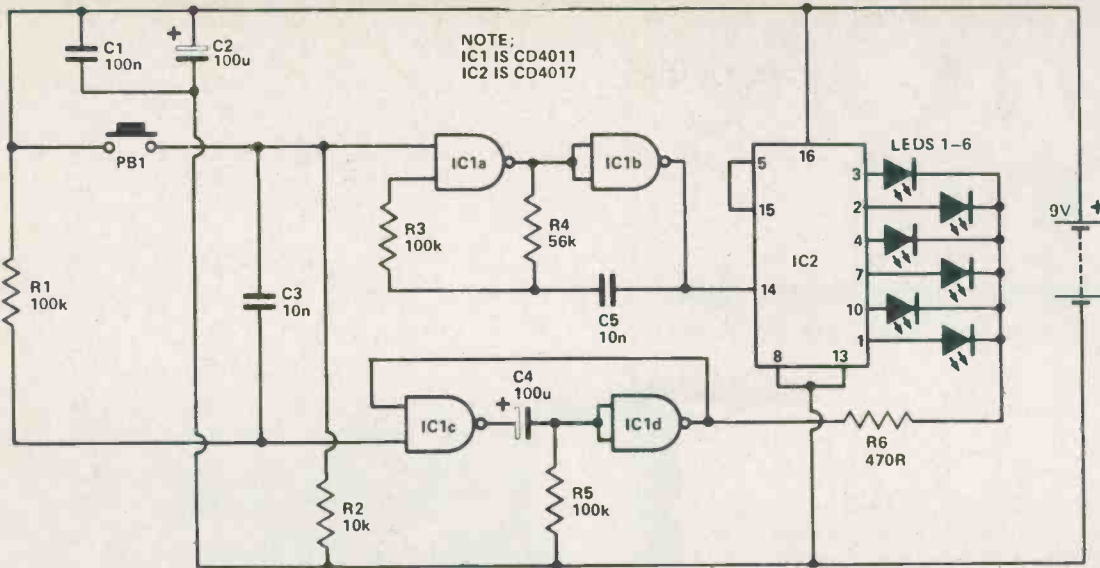 C1
100n
+
C2
100u
NOTE;
IC1 IS CD4011
IC2 IS CD4017
PB1
IC1a
IC1b
R3
100k
R4
56k
R1
100k
C3
10n
C5
10n
5
15
14
16
3
2
4
7
10
1
IC2
8
13
LEDS 1–6
9V
+
C4
100u
+
IC1c
IC1d
R6
470R
R2
10k
R5
100k